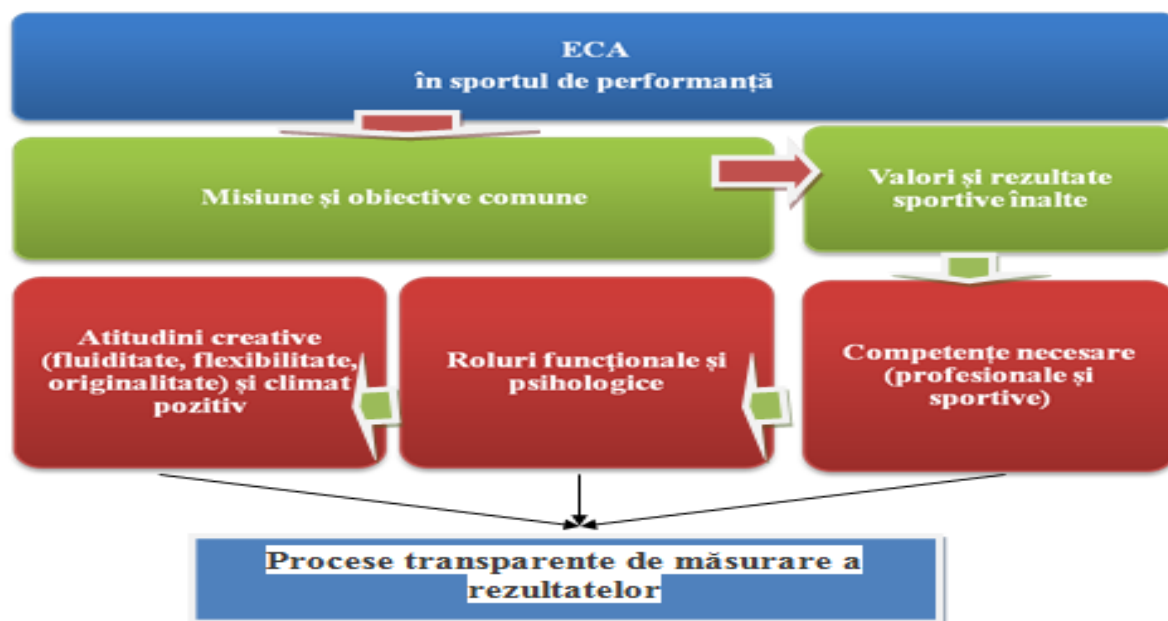 ECA
în sportul de performanță
Misiune și obiective comune
Valori și rezultate
sportive înalte
Atitudini creative
(fluiditate, flexibilitate,
originalitate) și climat
pozitiv
Roluri funcţionale și
psihologice
Competențe necesare
(profesionale și
sportive)
Procese transparente de măsurare a
rezultatelor